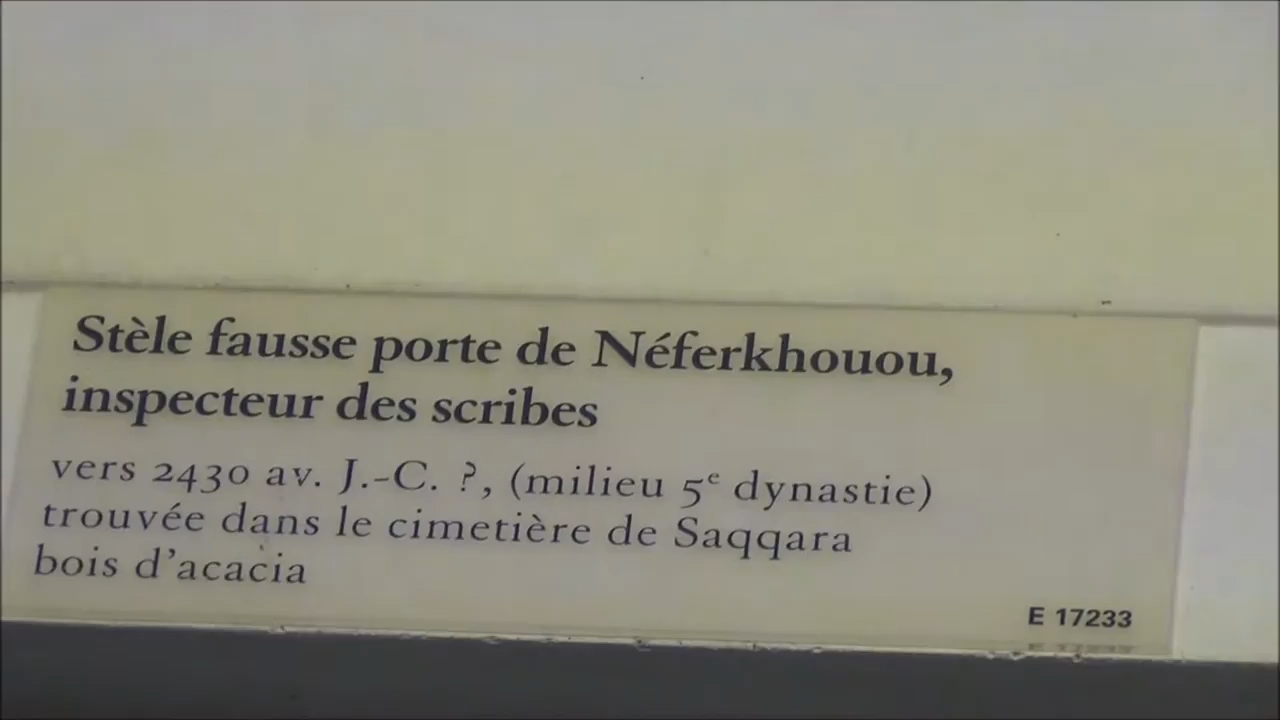 Stèle fausse porte de Néferkhouou,
inspecteur des scribes
vers 2430 av. J.-C. ?, (milieu 5e dynastie)
trouvée dans le cimetière de Saqqara
bois d'acacia
E 17233